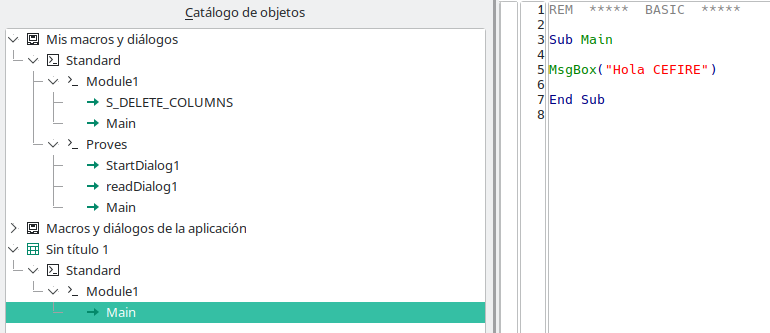 Catálogo de objetos
Mis macros y diálogos
Standard
Module1
S_DELETE_COLUMNS
Main
Proves
StartDialog1
readDialog1
Main
Macros y diálogos de la aplicación
Sin título 1
Standard
Module1
Main
1 REM ***** BASIC *****
2
3 Sub Main
4
5 MsgBox("Hola CEFIRE")
6
7 End Sub
8